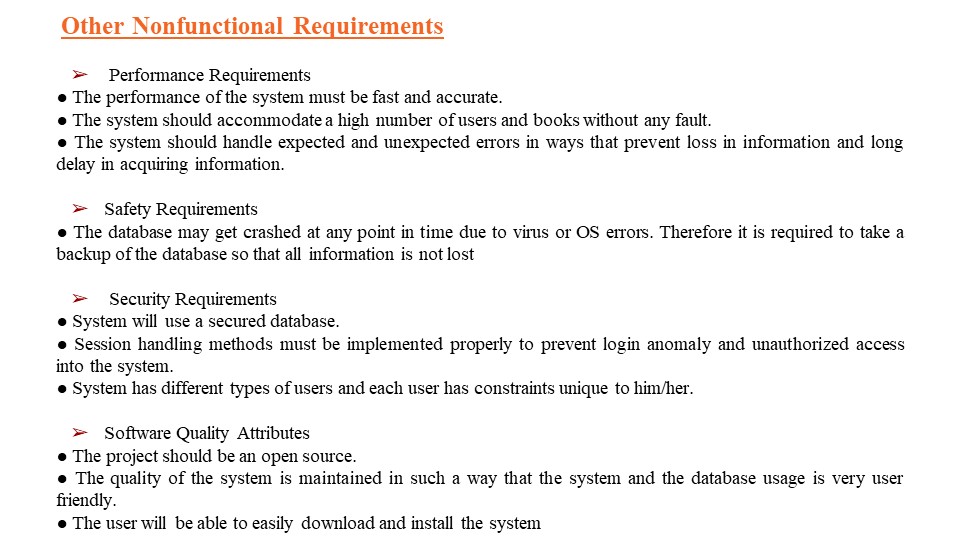 Other Nonfunctional Requirements
➢ Performance Requirements
● The performance of the system must be fast and accurate.
● The system should accommodate a high number of users and books without any fault.
● The system should handle expected and unexpected errors in ways that prevent loss in information and long
delay in acquiring information.
➢ Safety Requirements
● The database may get crashed at any point in time due to virus or OS errors. Therefore it is required to take a
backup of the database so that all information is not lost
➢ Security Requirements
● System will use a secured database.
● Session handling methods must be implemented properly to prevent login anomaly and unauthorized access
into the system.
● System has different types of users and each user has constraints unique to him/her.
➢ Software Quality Attributes
● The project should be an open source.
● The quality of the system is maintained in such a way that the system and the database usage is very user
friendly.
● The user will be able to easily download and install the system